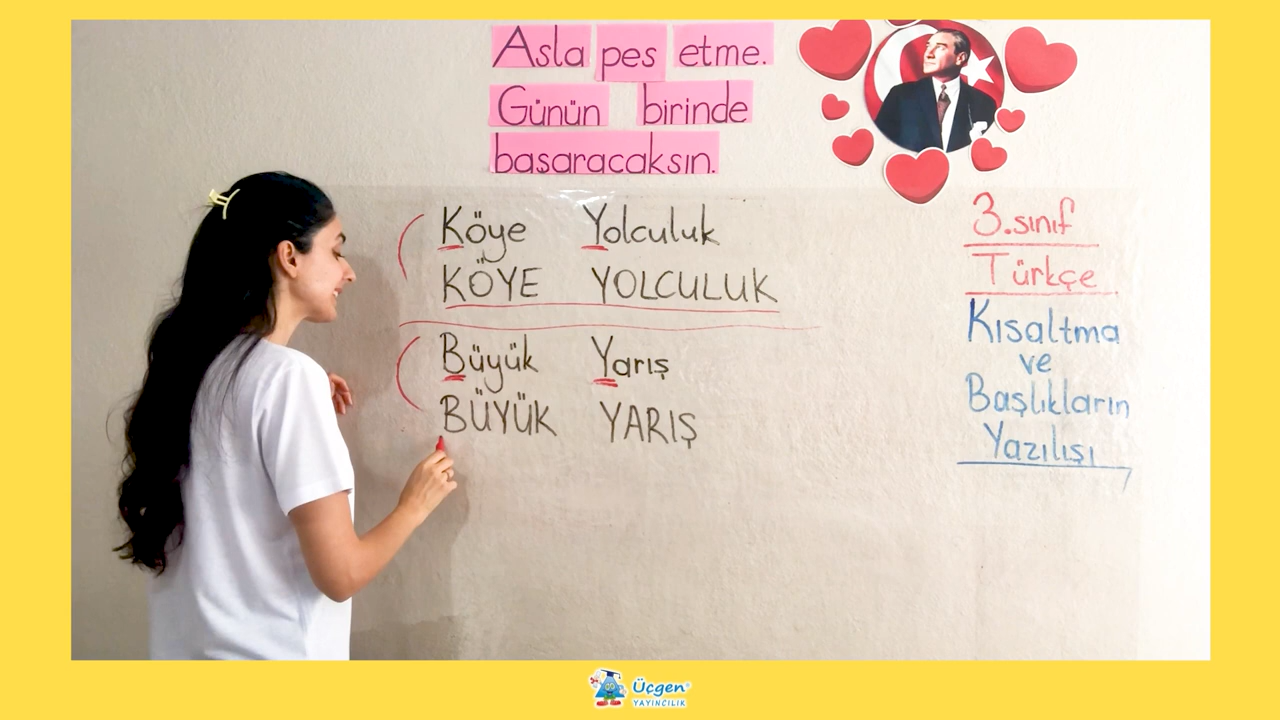 Asla pes etme.
Günün birinde
başaracaksın.
Köye Yolculuk
KÖYE YOLCULUK
Büyük Yarış
BÜYÜK YARIŞ
3.sınıf
Türkçe
Kısaltma
ve
Başlıkların
Yazılışı
Üçgen
YAYINCILIK